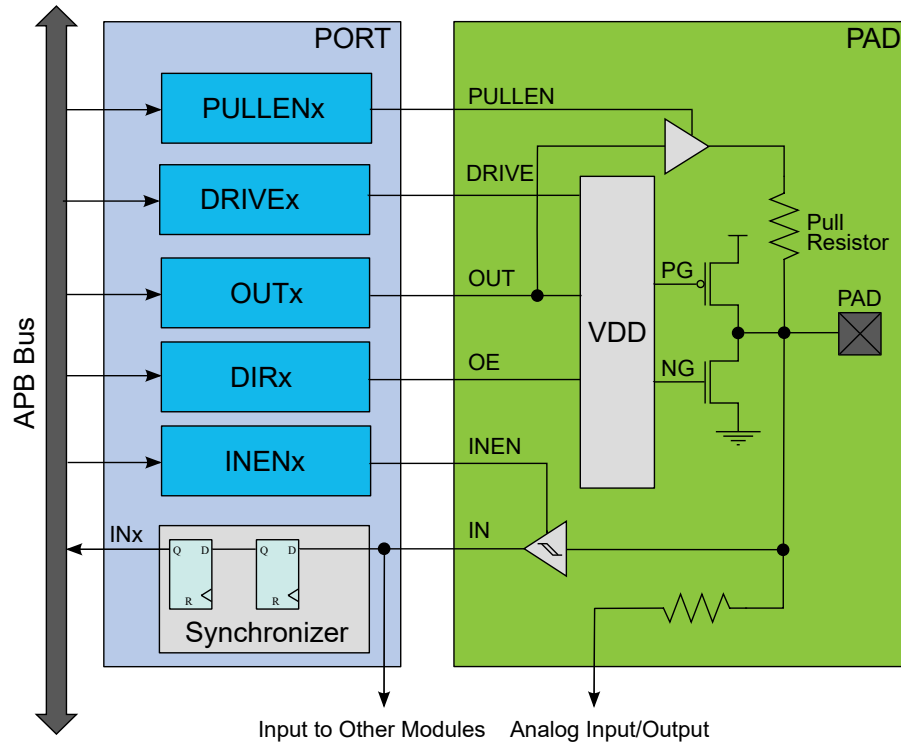 PORT
PAD
APB Bus
PULLENx
PULLEN
DRIVEx
DRIVE
Pull
Resistor
OUTx
OUT
PG
PAD
VDD
DIRx
OE
NG
INENx
INEN
INx
IN
Q D
Q D
R
R
Synchronizer
Input to Other Modules
Analog Input/Output